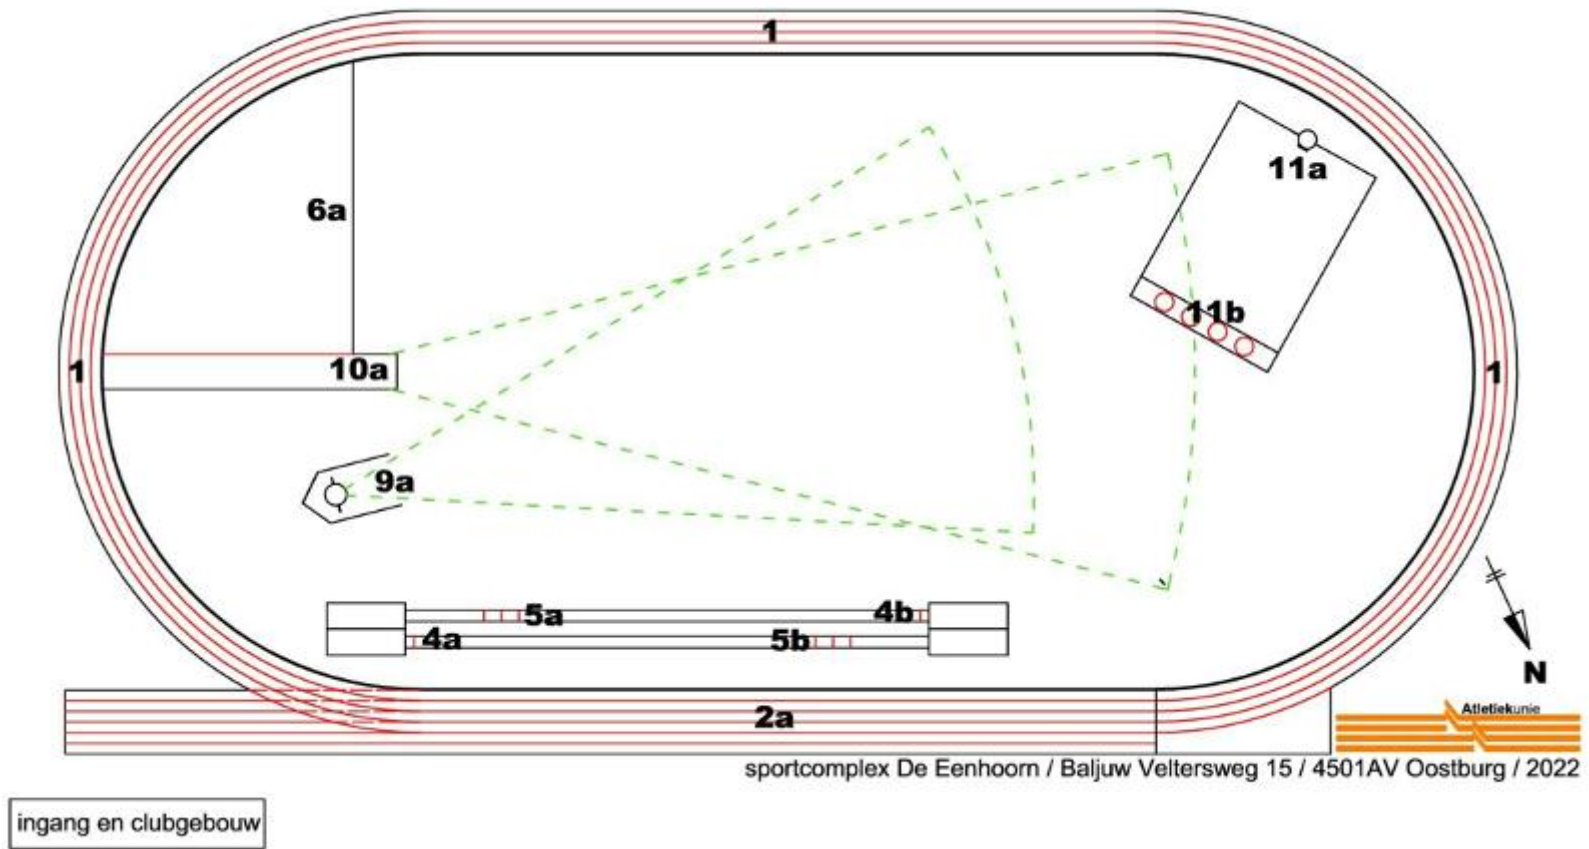 1
11a
6a
11b
10a
1
1
9a
5a
4b
4a
5b
N
2a
Atletiekunie
sportcomplex De Eenhoorn / Baljuw Veltersweg 15 / 4501AV Oostburg / 2022
ingang en clubgebouw